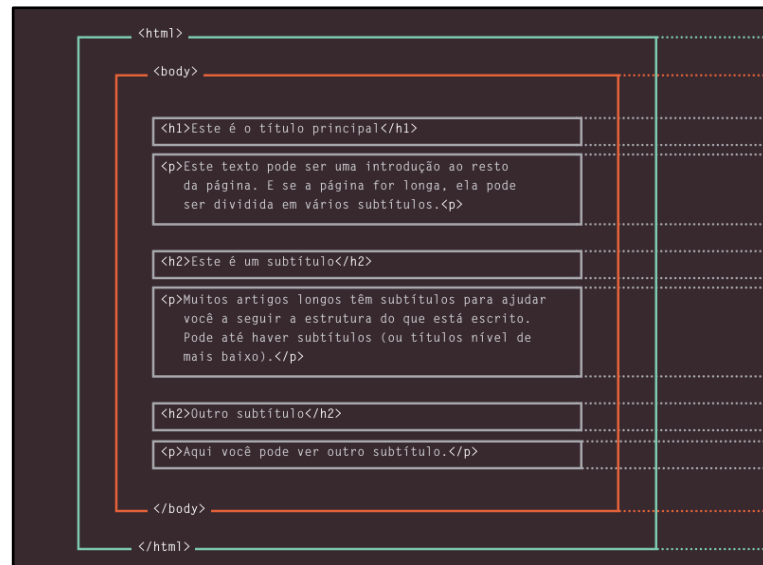 <html>
<body>
<h1>Este é o título principal</h1>
<p>Este texto pode ser uma introdução ao resto
da página. E se a página for longa, ela pode
ser dividida em vários subtítulos.<p>
<h2>Este é um subtítulo</h2>
<p>Muitos artigos longos têm subtítulos para ajudar
você a seguir a estrutura do que está escrito.
Pode até haver subtítulos (ou títulos nível de
mais baixo).</p>
<h2>Outro subtítulo</h2>
<p>Aqui você pode ver outro subtítulo.</p>
</body>
</html>